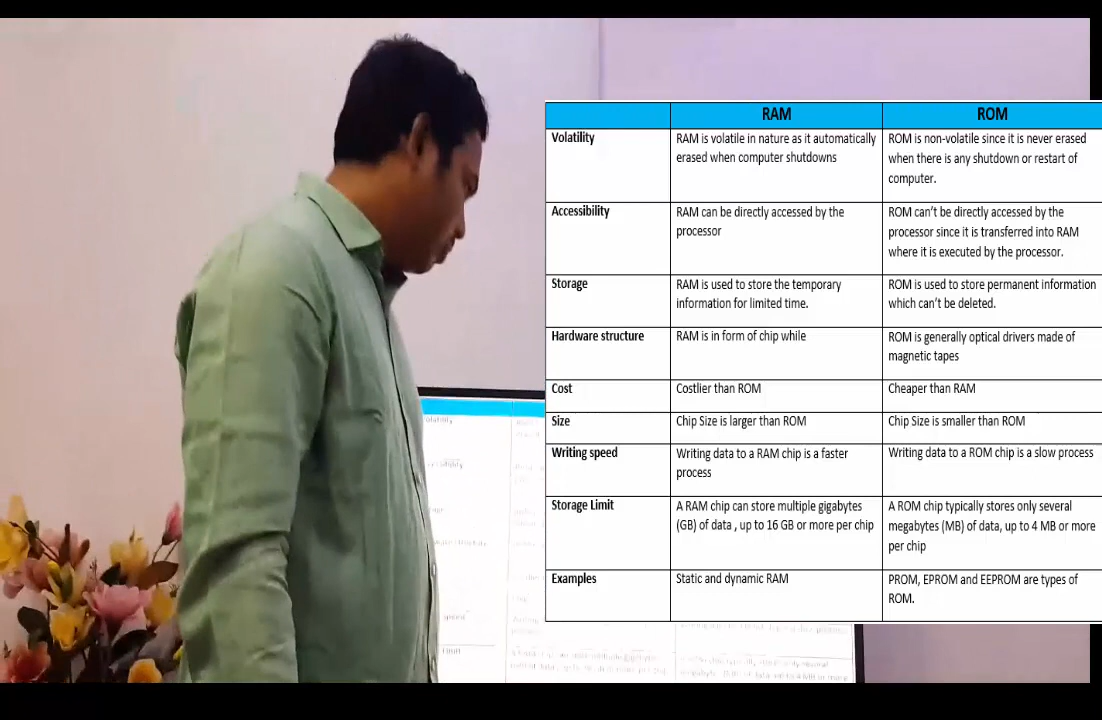 RAM ROM
Volatility RAM is volatile in nature as it automatically ROM is non-volatile since it is never erased
erased when computer shutdowns when there is any shutdown or restart of
computer.
Accessibility RAM can be directly accessed by the ROM can't be directly accessed by the
processor processor since it is transferred into RAM
where it is executed by the processor.
Storage RAM is used to store the temporary ROM is used to store permanent information
information for limited time. which can't be deleted.
Hardware structure RAM is in form of chip while ROM is generally optical drivers made of
magnetic tapes
Cost Costlier than ROM Cheaper than RAM
Size Chip Size is larger than ROM Chip Size is smaller than ROM
Writing speed Writing data to a RAM chip is a faster Writing data to a ROM chip is a slow process
process
Storage Limit A RAM chip can store multiple gigabytes A ROM chip typically stores only several
(GB) of data , up to 16 GB or more per chip megabytes (MB) of data, up to 4 MB or more
per chip
Examples Static and dynamic RAM PROM, EPROM and EEPROM are types of
ROM.